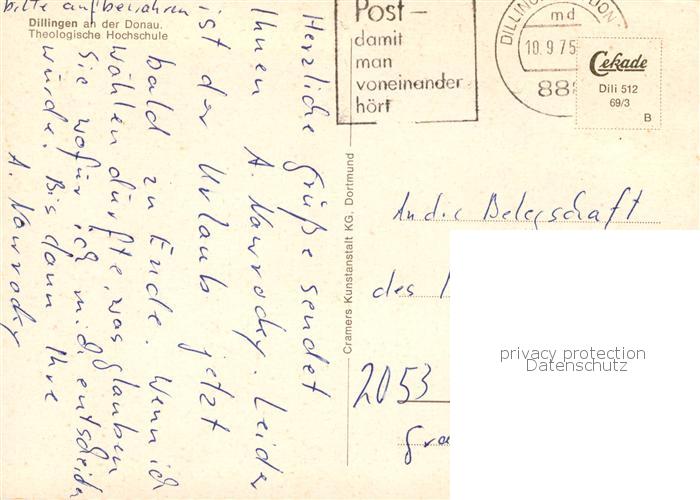 bitte aufbewahren
Dillingen an der Donau.
Theologische Hochschule
Herzliche Grüße sendet
Ihnen A. Nawrocky. Leider
ist der Urlaub jetzt
bald zu Ende. Wenn ich
wählen dürfte, was glauben
Sie wofür ich mich entscheiden
würde. Bis dann Ihre
A. Nawrocky
Cramers Kunstanstalt KG, Dortmund
Post –
damit
man
voneinander
hört
md
10.9.75
88
Cekade
Dili 512
69/3
B
An die Belegschaft
des
2053
privacy protection
Datenschutz